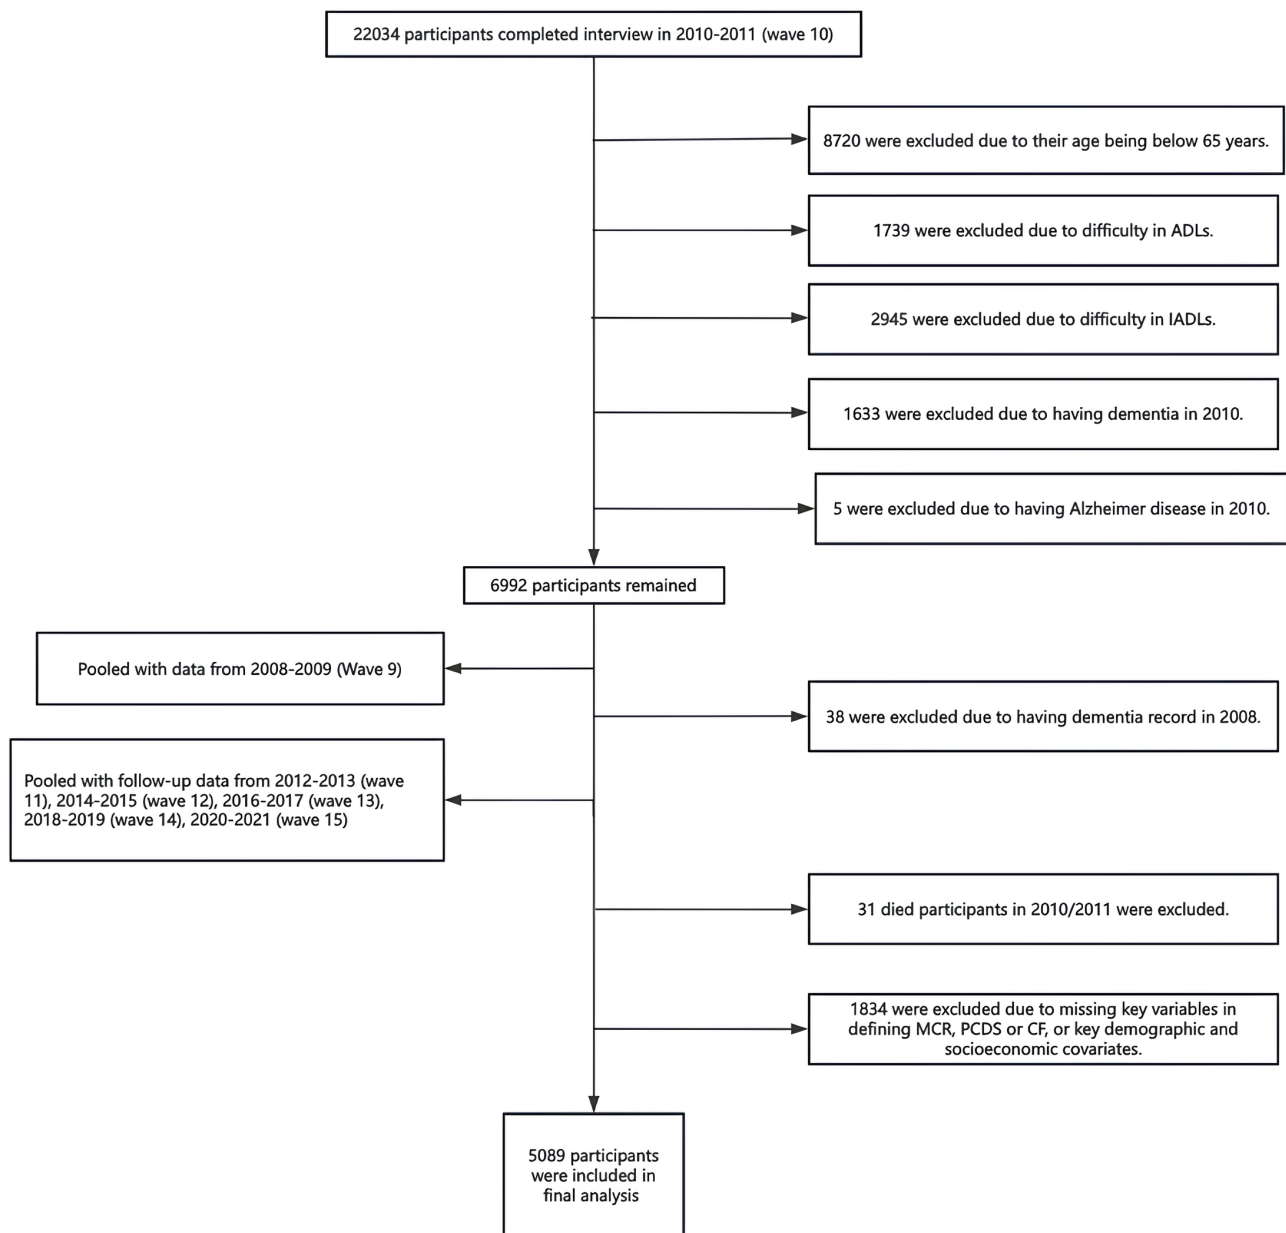 22034 participants completed interview in 2010-2011 (wave 10)
8720 were excluded due to their age being below 65 years.
1739 were excluded due to difficulty in ADLs.
2945 were excluded due to difficulty in IADLs.
1633 were excluded due to having dementia in 2010.
5 were excluded due to having Alzheimer disease in 2010.
6992 participants remained
Pooled with data from 2008-2009 (Wave 9)
38 were excluded due to having dementia record in 2008.
Pooled with follow-up data from 2012-2013 (wave
11), 2014-2015 (wave 12), 2016-2017 (wave 13),
2018-2019 (wave 14), 2020-2021 (wave 15)
31 died participants in 2010/2011 were excluded.
1834 were excluded due to missing key variables in
defining MCR, PCDS or CF, or key demographic and
socioeconomic covariates.
5089 participants
were included in
final analysis